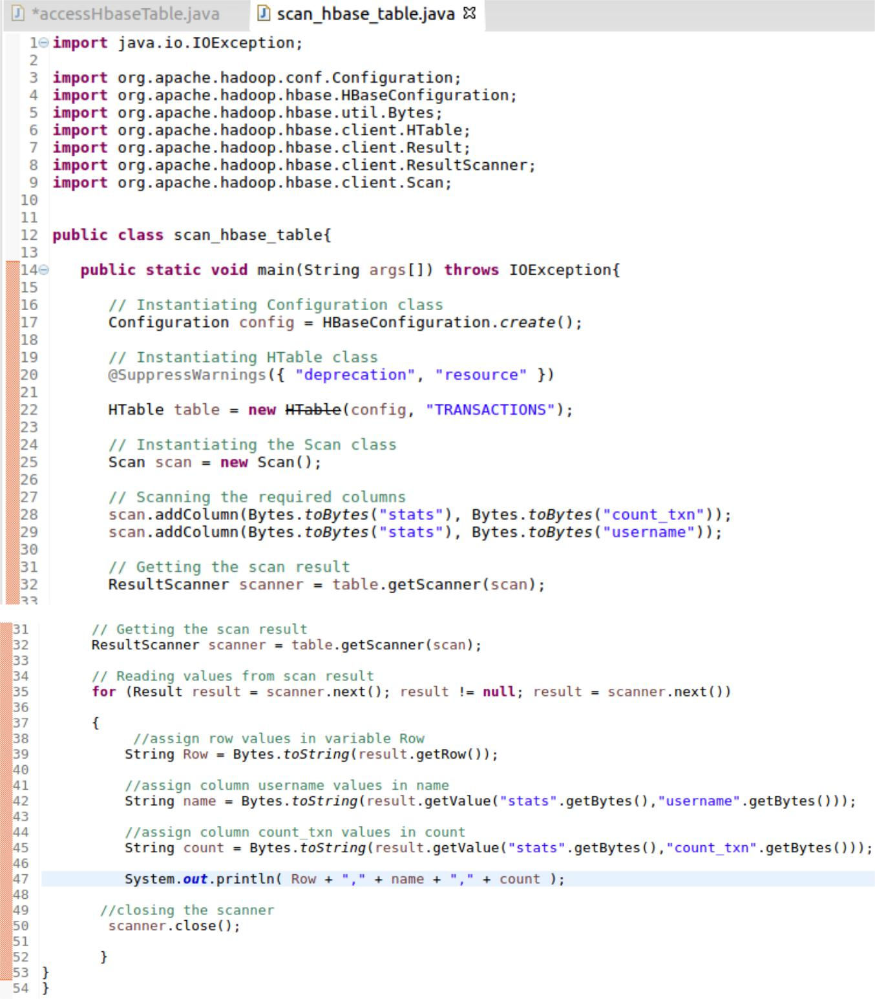 *accessHbaseTable.java scan_hbase_table.java
1 import java.io.IOException;
2
3 import org.apache.hadoop.conf.Configuration;
4 import org.apache.hadoop.hbase.HBaseConfiguration;
5 import org.apache.hadoop.hbase.util.Bytes;
6 import org.apache.hadoop.hbase.client.HTable;
7 import org.apache.hadoop.hbase.client.Result;
8 import org.apache.hadoop.hbase.client.ResultScanner;
9 import org.apache.hadoop.hbase.client.Scan;
10
11
12 public class scan_hbase_table{
13
14 public static void main(String args[]) throws IOException{
15
16 // Instantiating Configuration class
17 Configuration config = HBaseConfiguration.create();
18
19 // Instantiating HTable class
20 @SuppressWarnings({ "deprecation", "resource" })
21
22 HTable table = new HTable(config, "TRANSACTIONS");
23
24 // Instantiating the Scan class
25 Scan scan = new Scan();
26
27 // Scanning the required columns
28 scan.addColumn(Bytes.toBytes("stats"), Bytes.toBytes("count_txn"));
29 scan.addColumn(Bytes.toBytes("stats"), Bytes.toBytes("username"));
30
31 // Getting the scan result
32 ResultScanner scanner = table.getScanner(scan);
33
31 // Getting the scan result
32 ResultScanner scanner = table.getScanner(scan);
33
34 // Reading values from scan result
35 for (Result result = scanner.next(); result != null; result = scanner.next())
36
37 {
38 //assign row values in variable Row
39 String Row = Bytes.toString(result.getRow());
40
41 //assign column username values in name
42 String name = Bytes.toString(result.getValue("stats".getBytes(),"username".getBytes()));
43
44 //assign column count_txn values in count
45 String count = Bytes.toString(result.getValue("stats".getBytes(),"count_txn".getBytes()));
46
47 System.out.println( Row + "," + name + "," + count );
48
49 //closing the scanner
50 scanner.close();
51
52 }
53 }
54 }